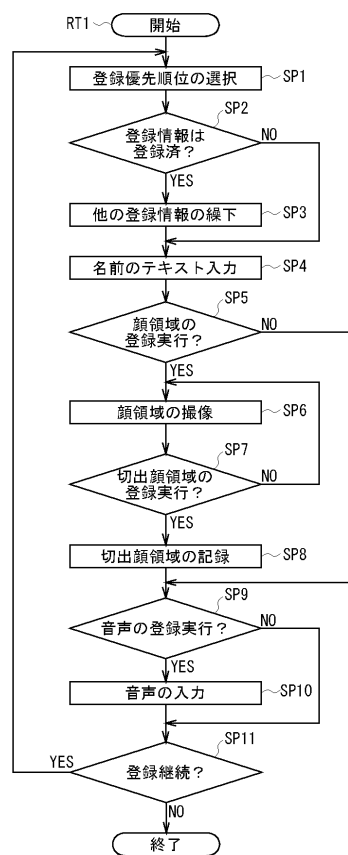 RT1
開始
登録優先順位の選択
SP1
SP2
登録情報は
登録済？
NO
YES
他の登録情報の繰下
SP3
名前のテキスト入力
SP4
SP5
顔領域の
登録実行？
NO
YES
顔領域の撮像
SP6
SP7
切出顔領域の
登録実行？
NO
YES
切出顔領域の記録
SP8
SP9
音声の登録実行？
NO
YES
音声の入力
SP10
SP11
YES
登録継続？
NO
終了